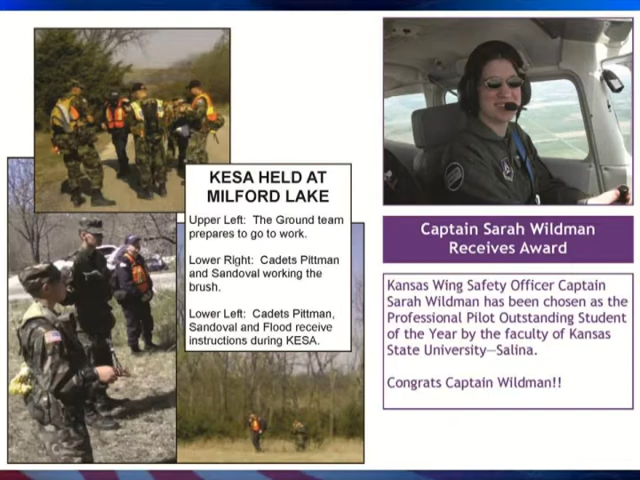 KESA HELD AT
MILFORD LAKE
Upper Left: The Ground team
prepares to go to work.
Lower Right: Cadets Pittman
and Sandoval working the
brush.
Lower Left: Cadets Pittman,
Sandoval and Flood receive
instructions during KESA.
Captain Sarah Wildman
Receives Award
Kansas Wing Safety Officer Captain
Sarah Wildman has been chosen as the
Professional Pilot Outstanding Student
of the Year by the faculty of Kansas
State University—Salina.
Congrats Captain Wildman!!